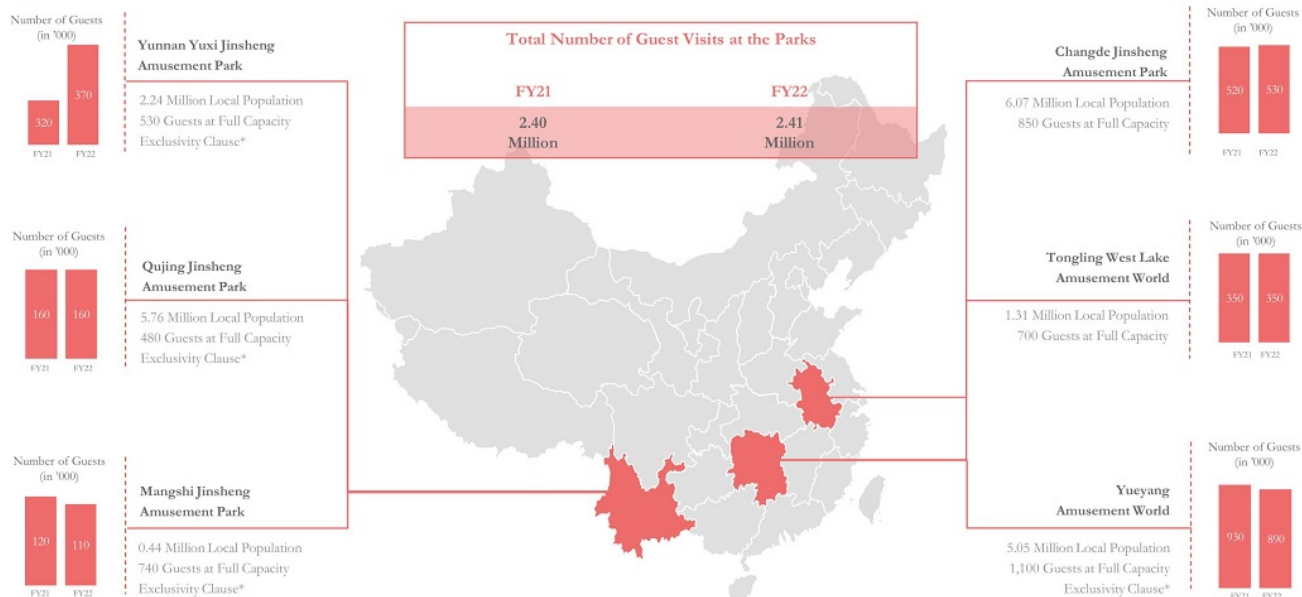 Total Number of Guest Visits at the Parks
FY21 FY22
2.40 2.41
Million Million
Number of Guests
(in '000)
320 370
FY21 FY22
Yunnan Yuxi Jinsheng
Amusement Park
2.24 Million Local Population
530 Guests at Full Capacity
Exclusivity Clause*
Number of Guests
(in '000)
160 160
FY21 FY22
Qujing Jinsheng
Amusement Park
5.76 Million Local Population
480 Guests at Full Capacity
Exclusivity Clause*
Number of Guests
(in '000)
120 110
FY21 FY22
Mangshi Jinsheng
Amusement Park
0.44 Million Local Population
740 Guests at Full Capacity
Exclusivity Clause*
Changde Jinsheng
Amusement Park
6.07 Million Local Population
850 Guests at Full Capacity
Number of Guests
(in '000)
520 530
FY21 FY22
Tongling West Lake
Amusement World
1.31 Million Local Population
700 Guests at Full Capacity
Number of Guests
(in '000)
350 350
FY21 FY22
Yueyang
Amusement World
5.05 Million Local Population
1,100 Guests at Full Capacity
Exclusivity Clause*
Number of Guests
(in '000)
930 890
FY21 FY22